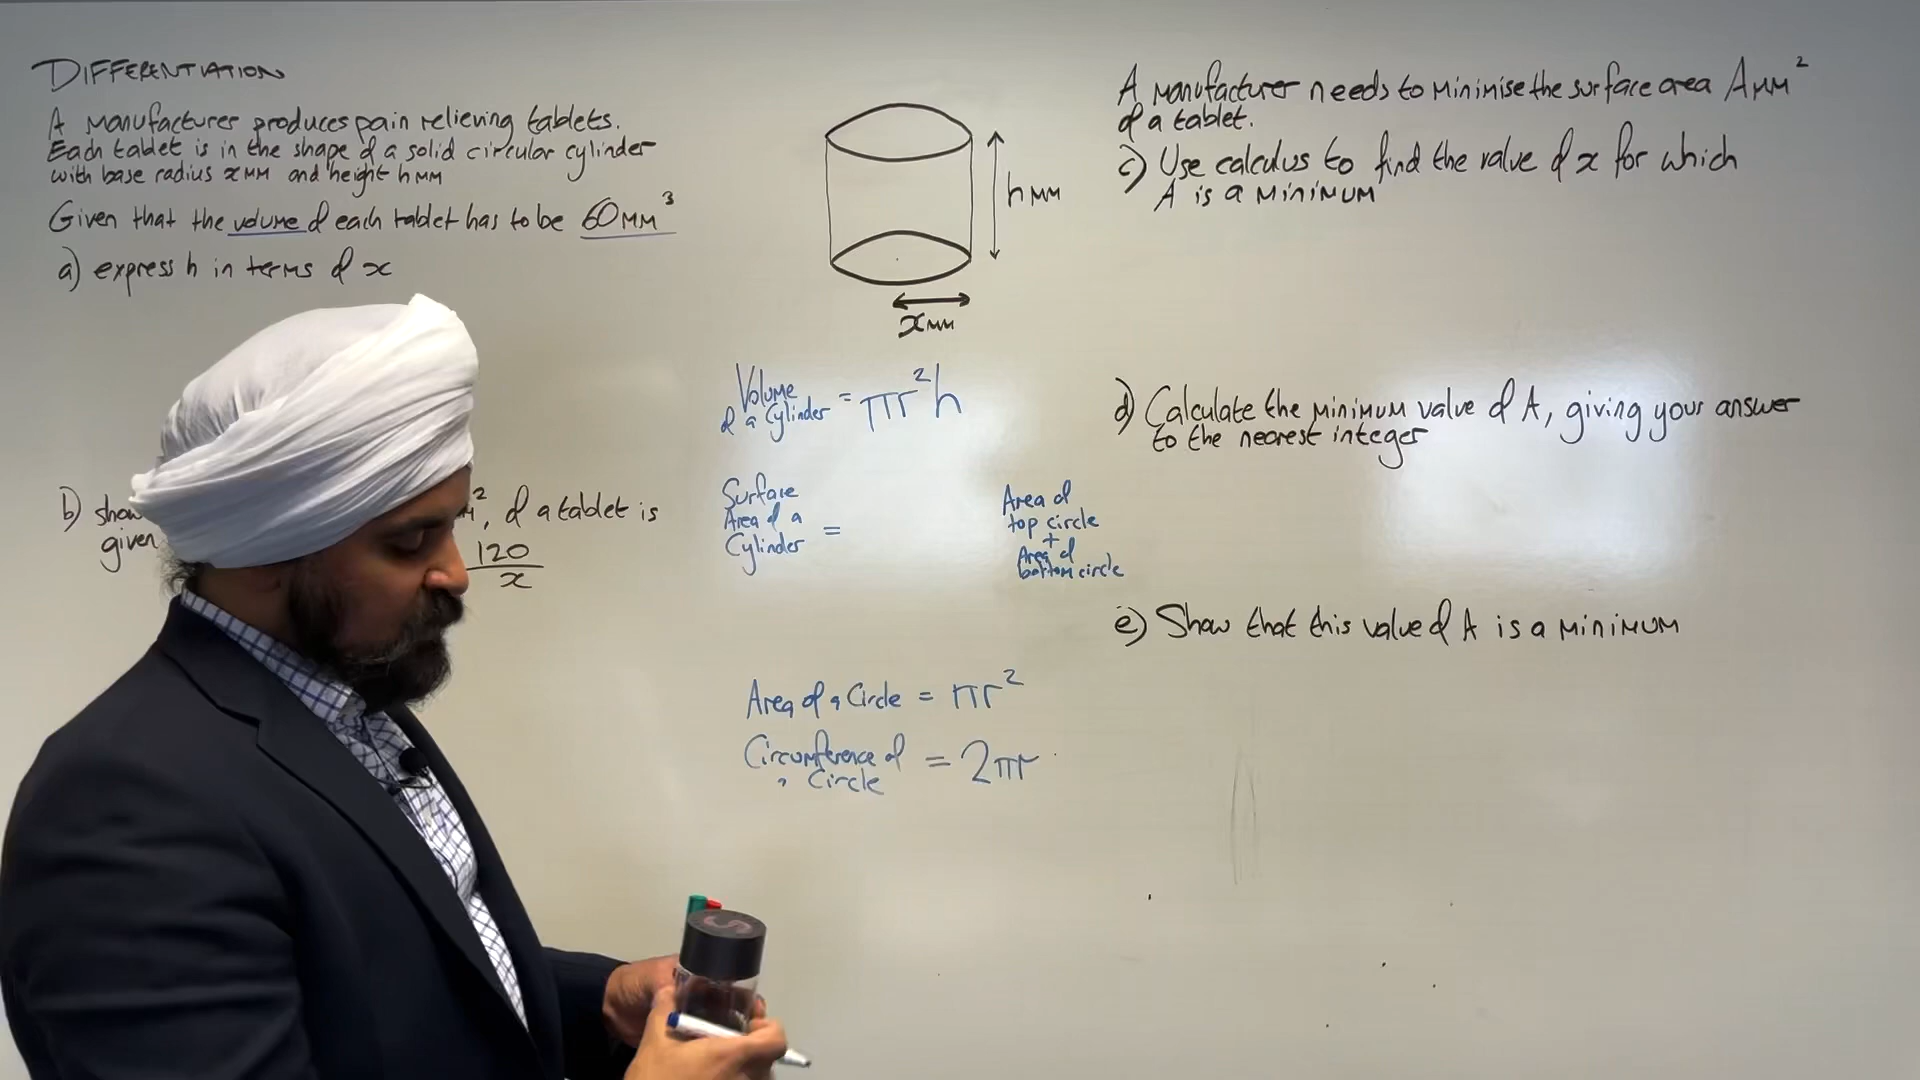 DIFFERENTIATION
A manufacturer produces pain relieving tablets.
Each tablet is in the shape of a solid circular cylinder
with base radius x mm and height h mm
Given that the volume of each tablet has to be 60mm³
a) express h in terms of x
b) show
², of a tablet is
given
120
x
h mm
x mm
Volume
of a Cylinder = πr²h
Surface
Area of a
Cylinder =
Area of
top circle
+
Area of
bottom circle
Area of a Circle = πr²
Circumference of
a Circle = 2πr
A manufacturer needs to minimise the surface area A mm²
of a tablet.
c) Use calculus to find the value of x for which
A is a minimum
d) Calculate the minimum value of A, giving your answer
to the nearest integer
e) Show that this value of A is a minimum